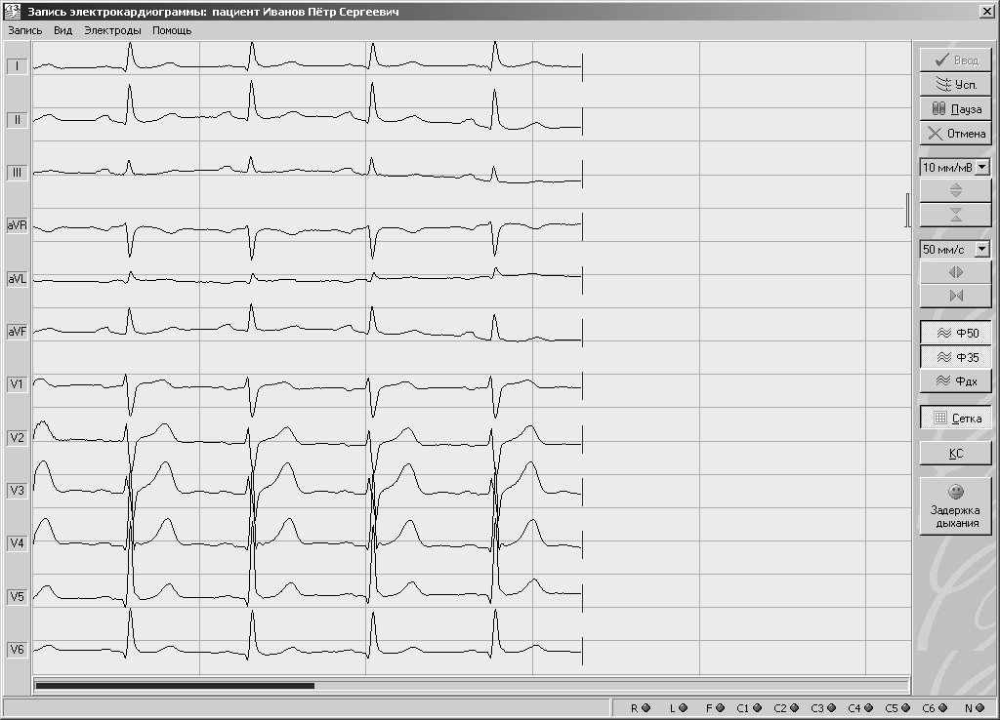 Запись электрокардиограммы: пациент Иванов Пётр Сергеевич
Запись Вид Электроды Помощь
I
II
III
aVR
aVL
aVF
V1
V2
V3
V4
V5
V6
Ввод
Усп.
Пауза
Отмена
10 мм/мВ
50 мм/с
Ф50
Ф35
Фдх
Сетка
КС
Задержка
дыхания
R L F C1 C2 C3 C4 C5 C6 N